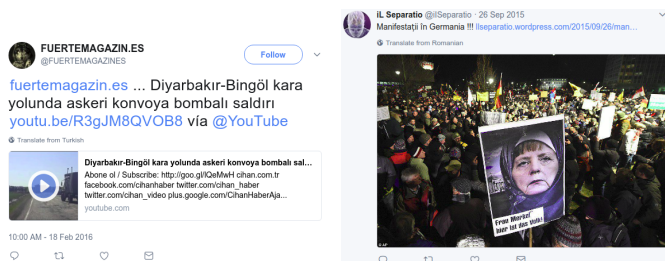 FUERTEMAGAZIN.ES
@FUERTEMAGAZINES
Follow
fuertemagazin.es ... Diyarbakır-Bingöl kara
yolunda askeri konvoya bombalı saldırı
youtu.be/R3gJM8QVOB8 vía @YouTube
Translate from Turkish
Diyarbakır-Bingöl kara yolunda askeri konvoya bombalı sal...
Abone ol / Subscribe: http://goo.gl/lQeMwH cihan.com.tr
facebook.com/cihanhaber twitter.com/cihan_haber
twitter.com/cihan_video plus.google.com/CihanHaberAja...
youtube.com
10:00 AM - 18 Feb 2016
iL Separatio @ilSeparatio · 26 Sep 2015
Manifestații în Germania !!! ilseparatio.wordpress.com/2015/09/26/man...
Translate from Romanian
Frau Merkel
hier ist das Volk!